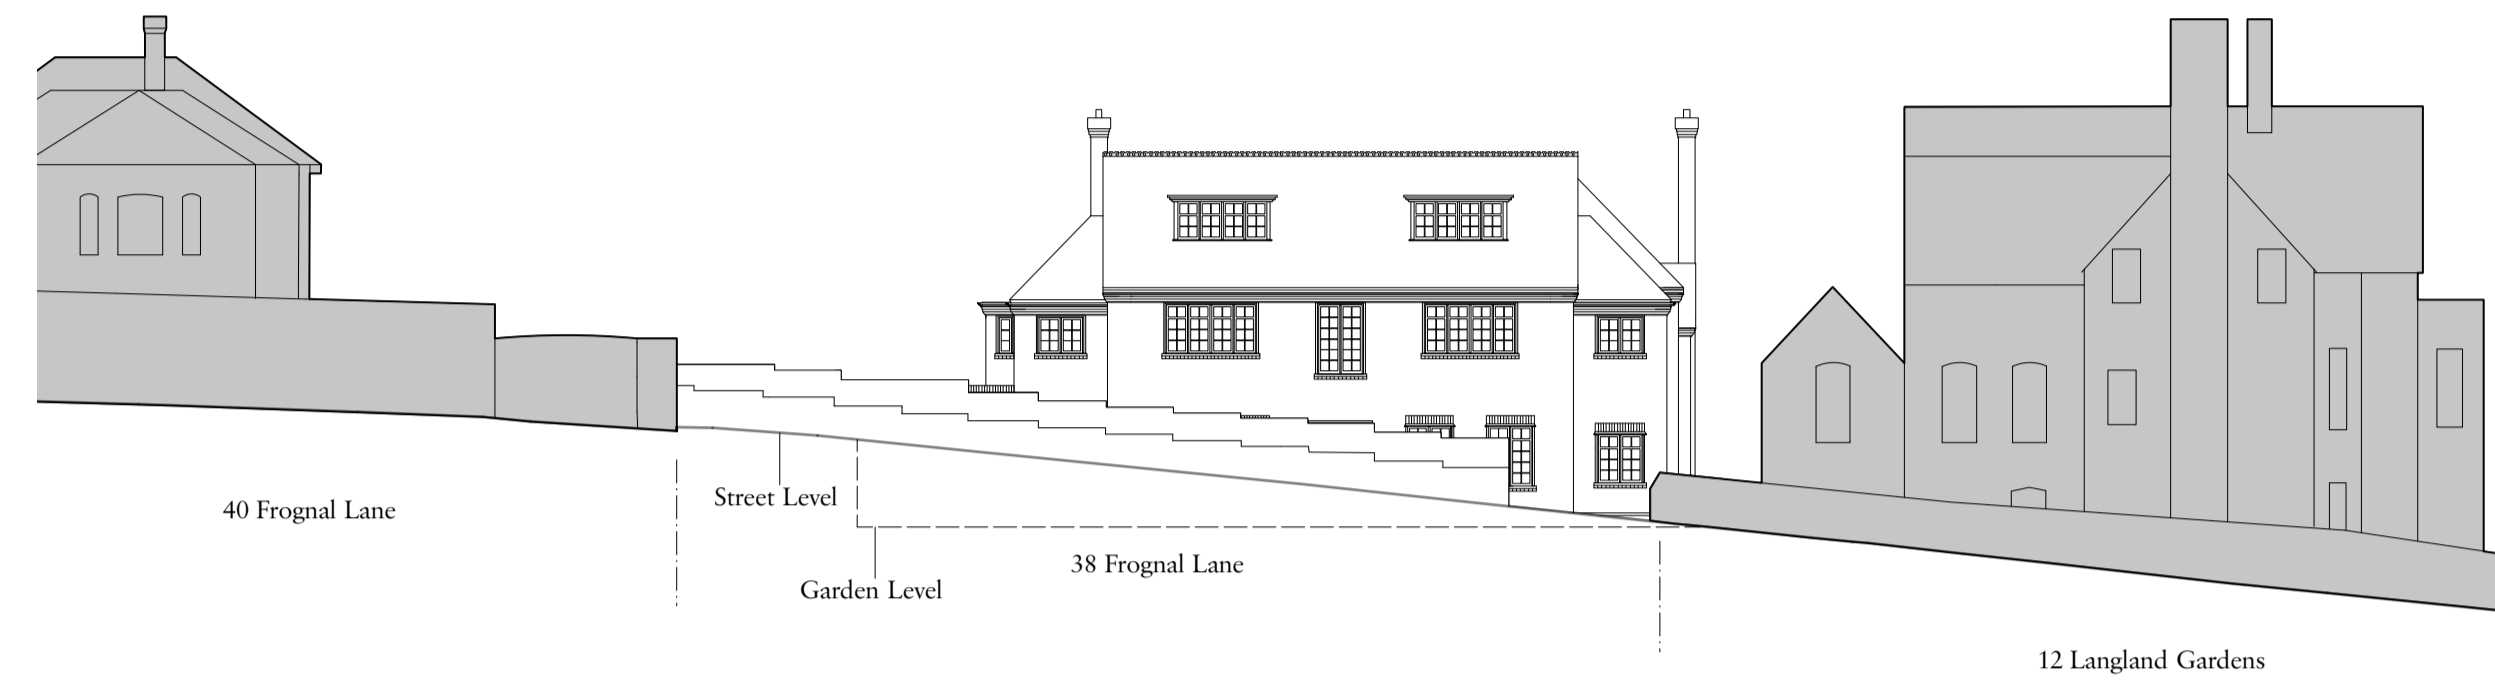 40 Frognal Lane
Street Level
Garden Level
38 Frognal Lane
12 Langland Gardens